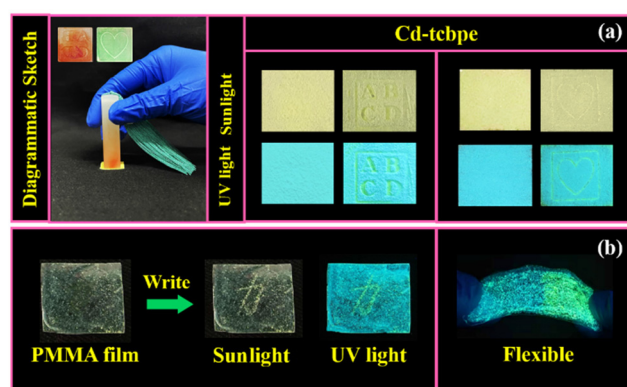 Diagrammatic Sketch
UV light Sunlight
Cd-tcbpe
(a)
A B
C D
A B
C D
(b)
Write
PMMA film
Sunlight
UV light
Flexible